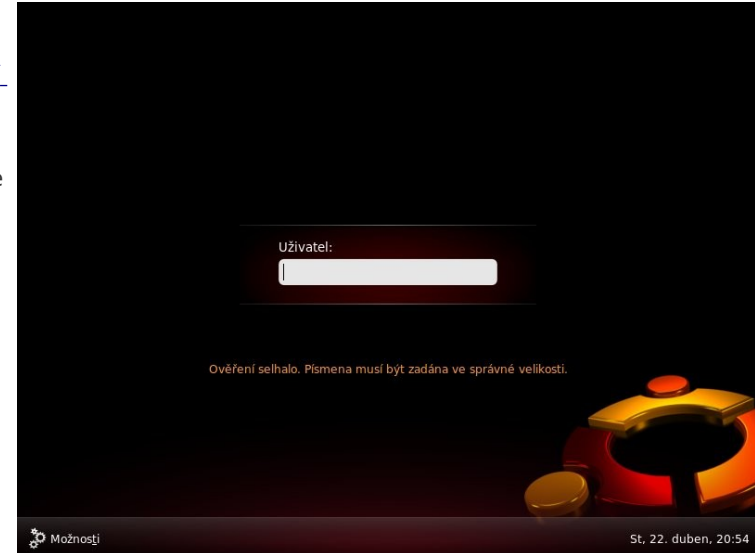 Uživatel:
Ověření selhalo. Písmena musí být zadána ve správné velikosti.
Možnosti
St, 22. duben, 20:54